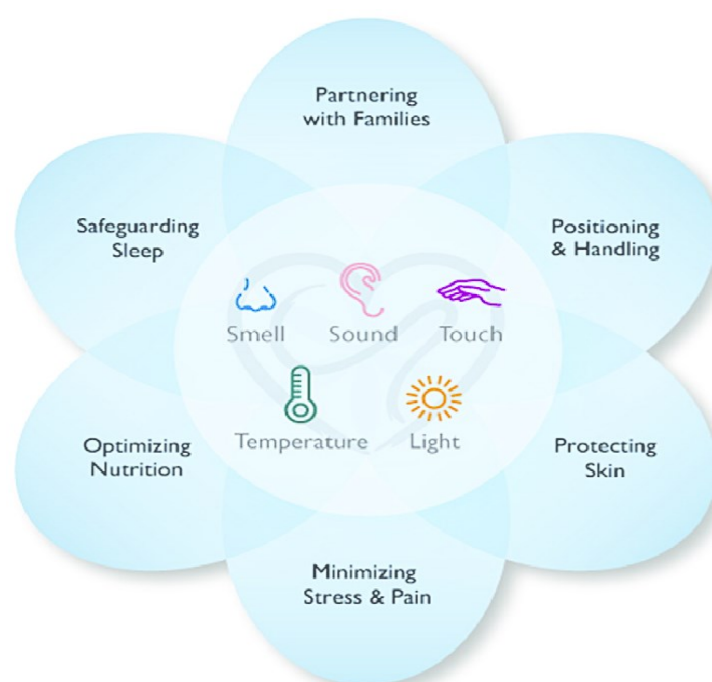 Partnering
with Families
Safeguarding
Sleep
Positioning
& Handling
Smell
Sound
Touch
Temperature
Light
Optimizing
Nutrition
Protecting
Skin
Minimizing
Stress & Pain